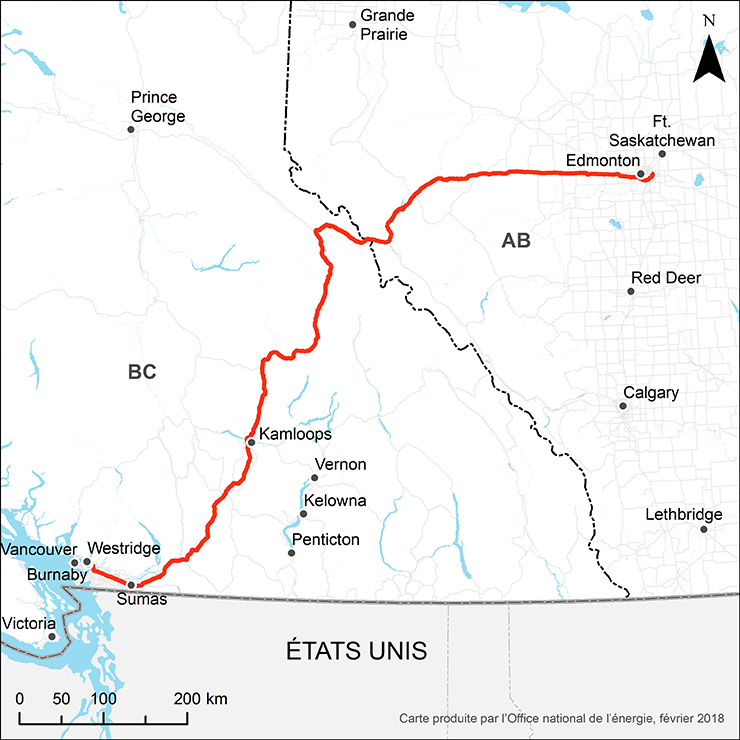 Grande
Prairie
N
Prince
George
Ft.
Saskatchewan
Edmonton
AB
Red Deer
BC
Calgary
Kamloops
Vernon
Kelowna
Lethbridge
Penticton
Vancouver
Westridge
Burnaby
Sumas
Victoria
ÉTATS UNIS
0 50 100 200 km
Carte produite par l'Office national de l'énergie, février 2018